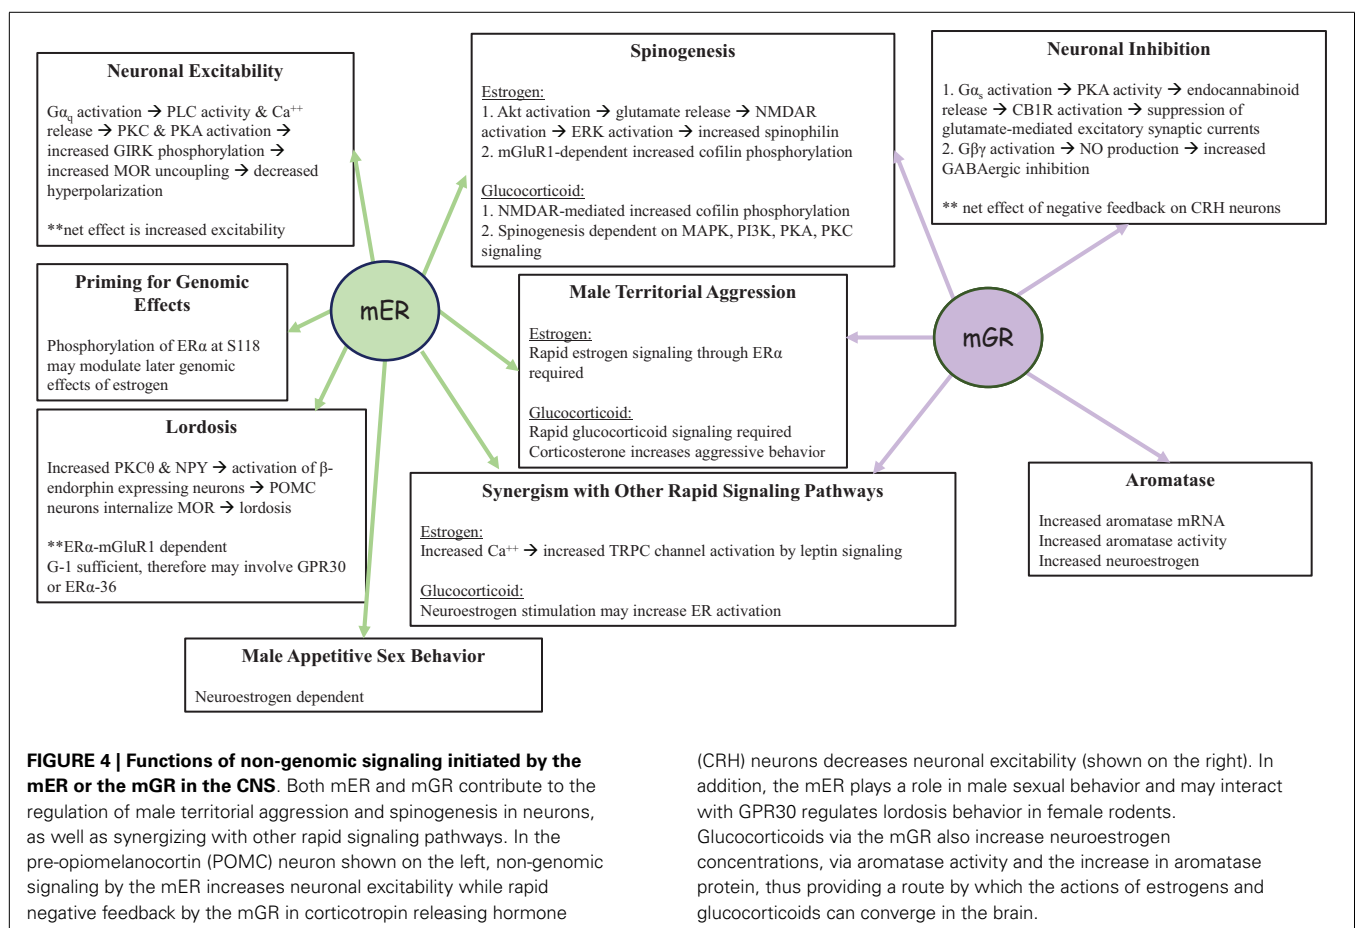 Neuronal Excitability
Gαq activation → PLC activity & Ca++
release → PKC & PKA activation →
increased GIRK phosphorylation →
increased MOR uncoupling → decreased
hyperpolarization
**net effect is increased excitability
Spinogenesis
Estrogen:
1. Akt activation → glutamate release → NMDAR
activation → ERK activation → increased spinophilin
2. mGluR1-dependent increased cofilin phosphorylation
Glucocorticoid:
1. NMDAR-mediated increased cofilin phosphorylation
2. Spinogenesis dependent on MAPK, PI3K, PKA, PKC
signaling
Neuronal Inhibition
1. Gαs activation → PKA activity → endocannabinoid
release → CB1R activation → suppression of
glutamate-mediated excitatory synaptic currents
2. Gβγ activation → NO production → increased
GABAergic inhibition
** net effect of negative feedback on CRH neurons
Priming for Genomic
Effects
Phosphorylation of ERα at S118
may modulate later genomic
effects of estrogen
mER
Male Territorial Aggression
Estrogen:
Rapid estrogen signaling through ERα
required
Glucocorticoid:
Rapid glucocorticoid signaling required
Corticosterone increases aggressive behavior
mGR
Lordosis
Increased PKCθ & NPY → activation of β-
endorphin expressing neurons → POMC
neurons internalize MOR → lordosis
**ERα-mGluR1 dependent
G-1 sufficient, therefore may involve GPR30
or ERα-36
Synergism with Other Rapid Signaling Pathways
Estrogen:
Increased Ca++ → increased TRPC channel activation by leptin signaling
Glucocorticoid:
Neuroestrogen stimulation may increase ER activation
Aromatase
Increased aromatase mRNA
Increased aromatase activity
Increased neuroestrogen
Male Appetitive Sex Behavior
Neuroestrogen dependent
FIGURE 4 | Functions of non-genomic signaling initiated by the
mER or the mGR in the CNS. Both mER and mGR contribute to the
regulation of male territorial aggression and spinogenesis in neurons,
as well as synergizing with other rapid signaling pathways. In the
pre-opiomelanocortin (POMC) neuron shown on the left, non-genomic
signaling by the mER increases neuronal excitability while rapid
negative feedback by the mGR in corticotropin releasing hormone
(CRH) neurons decreases neuronal excitability (shown on the right). In
addition, the mER plays a role in male sexual behavior and may interact
with GPR30 regulates lordosis behavior in female rodents.
Glucocorticoids via the mGR also increase neuroestrogen
concentrations, via aromatase activity and the increase in aromatase
protein, thus providing a route by which the actions of estrogens and
glucocorticoids can converge in the brain.